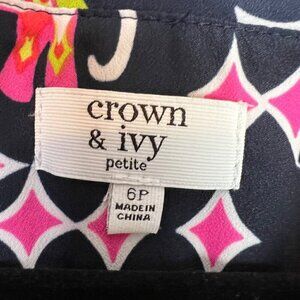 crown
& ivy
petite
6P
MADE IN
CHINA